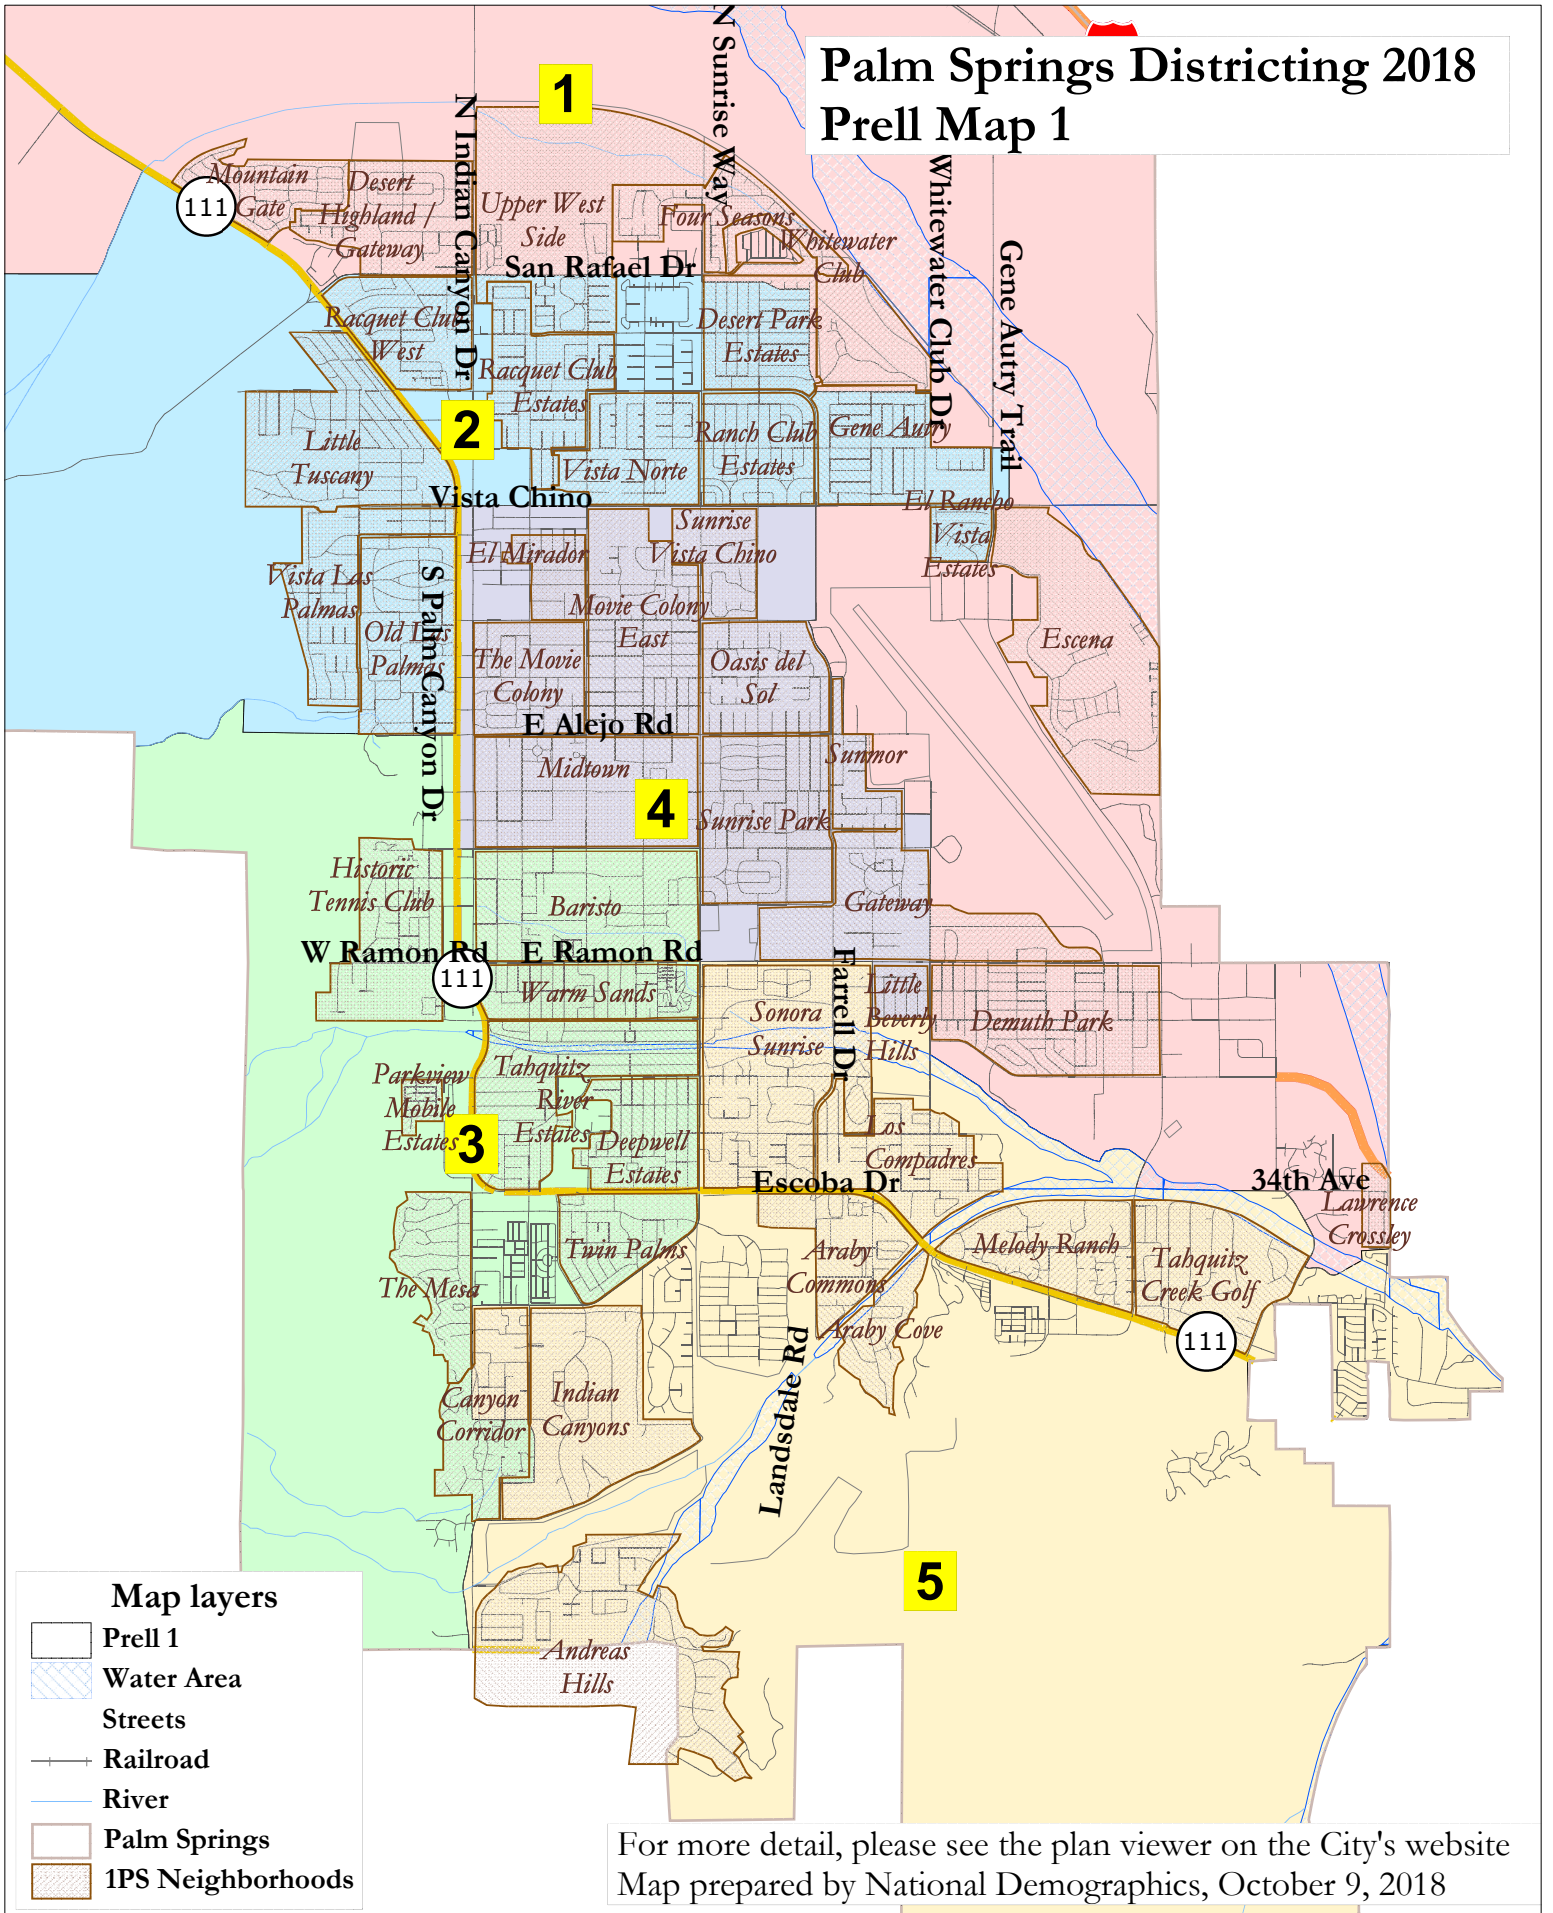 Palm Springs Districting 2018
Prell Map 1
1
N Sunrise Way
N Indian Canyon Dr
Whitewater Club Dr
Gene Autry Trail
Mountain
Gate
111
Desert
Highland /
Gateway
Upper West
Side
Four Seasons
Whitewater
Club
San Rafael Dr
Racquet Club
West
Desert Park
Estates
Racquet Club
Estates
2
Little
Tuscany
Vista Norte
Ranch Club
Estates
Gene Autry
Vista Chino
El Rancho
Vista
Estates
Sunrise
Vista Chino
El Mirador
Vista Las
Palmas
S Palm Canyon Dr
Old Las
Palmas
Movie Colony
East
The Movie
Colony
Oasis del
Sol
Escena
E Alejo Rd
Midtown
4
Sunmor
Sunrise Park
Historic
Tennis Club
Baristo
Gateway
W Ramon Rd
E Ramon Rd
111
Warm Sands
Sonora
Sunrise
Farrell Dr
Little
Beverly
Hills
Demuth Park
Parkview
Mobile
Estates
3
Tahquitz
River
Estates
Deepwell
Estates
Los
Compadres
Escoba Dr
34th Ave
Lawrence
Crossley
The Mesa
Twin Palms
Araby
Commons
Melody Ranch
Tahquitz
Creek Golf
Araby Cove
111
Landsdale Rd
Canyon
Corridor
Indian
Canyons
5
Andreas
Hills
Map layers
Prell 1
Water Area
Streets
Railroad
River
Palm Springs
1PS Neighborhoods
For more detail, please see the plan viewer on the City's website
Map prepared by National Demographics, October 9, 2018